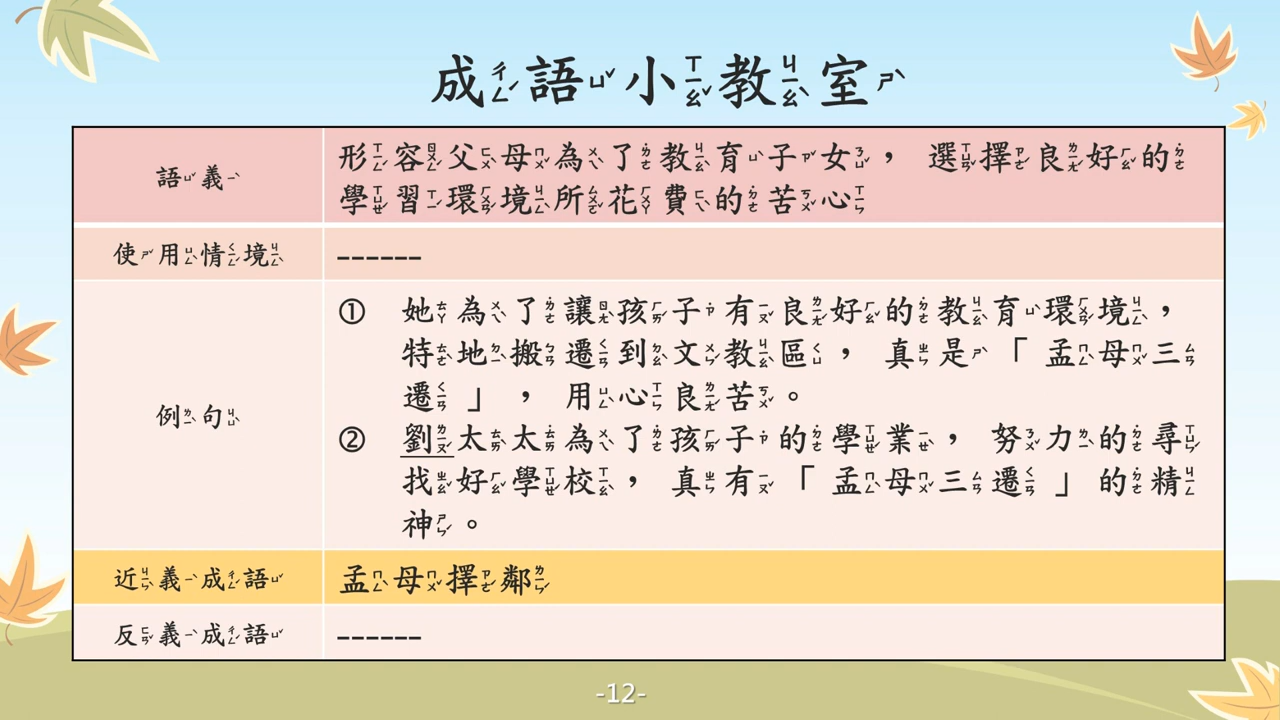 成語小教室
語義
形容父母為了教育子女，選擇良好的
學習環境所花費的苦心
使用情境
------
例句
① 她為了讓孩子有良好的教育環境，
特地搬遷到文教區，真是「孟母三
遷」，用心良苦。
② 劉太太為了孩子的學業，努力的尋
找好學校，真有「孟母三遷」的精
神。
近義成語
孟母擇鄰
反義成語
------
-12-